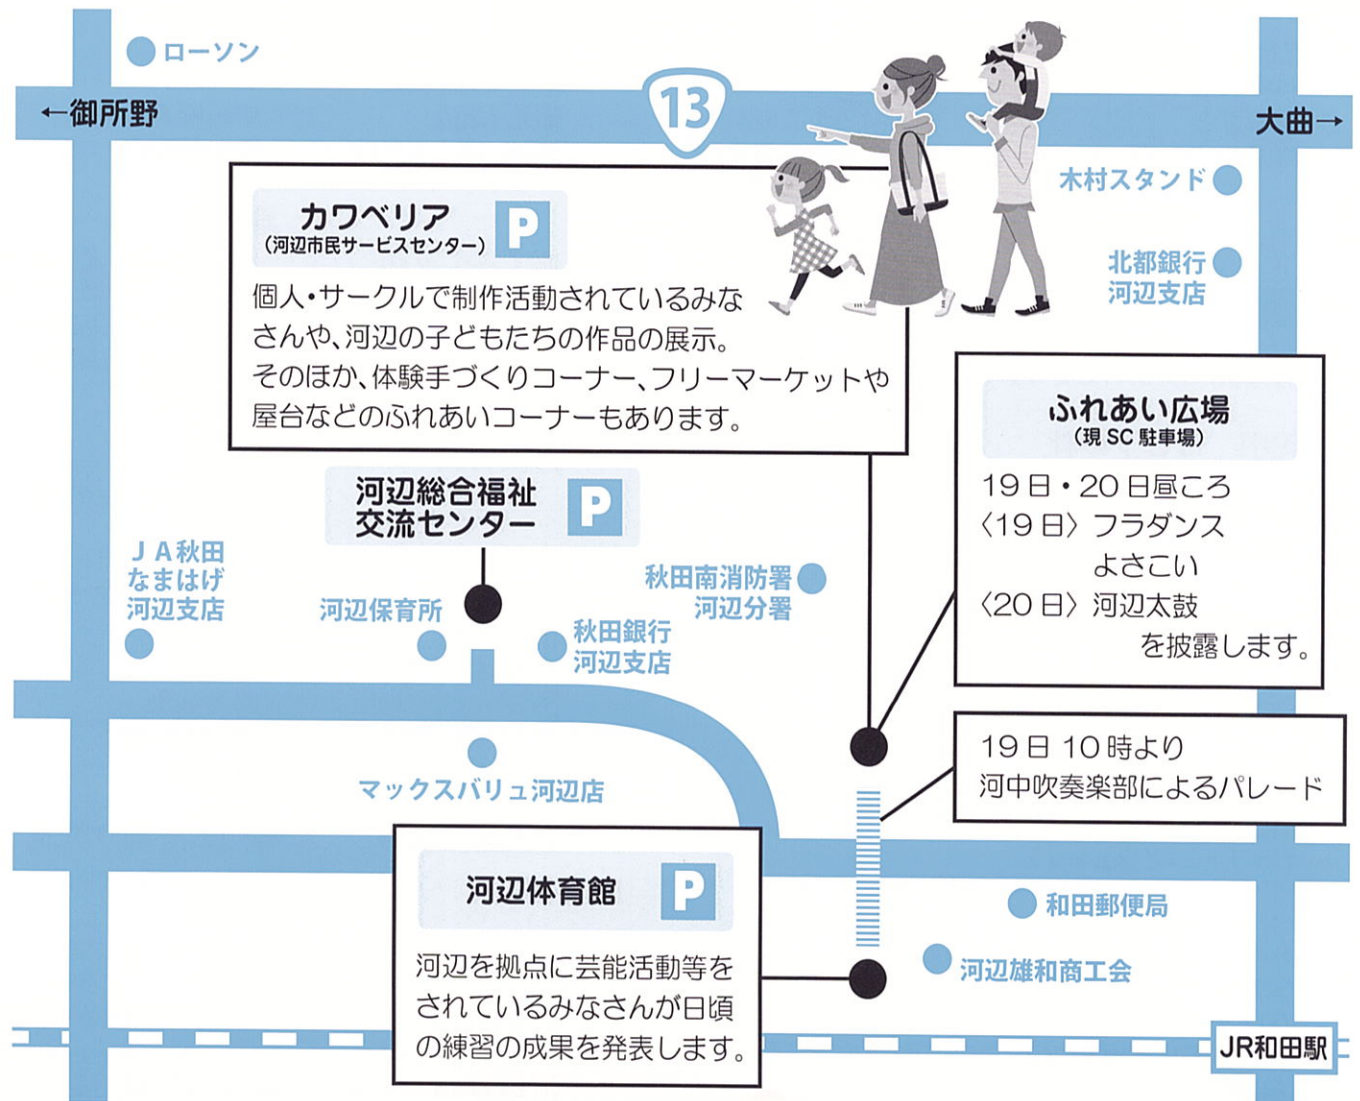 ローソン
←御所野
13
大曲→
木村スタンド
北都銀行
河辺支店
カワベリア
(河辺市民サービスセンター)
P
個人・サークルで制作活動されているみな
さんや、河辺の子どもたちの作品の展示。
そのほか、体験手づくりコーナー、フリーマーケットや
屋台などのふれあいコーナーもあります。
ふれあい広場
(現 SC 駐車場)
19日・20日昼ころ
〈19日〉フラダンス
よさこい
〈20日〉河辺太鼓
を披露します。
河辺総合福祉
交流センター
P
JA秋田
なまはげ
河辺支店
河辺保育所
秋田銀行
河辺支店
秋田南消防署
河辺分署
マックスバリュ河辺店
19日 10時より
河中吹奏楽部によるパレード
河辺体育館
P
河辺を拠点に芸能活動等を
されているみなさんが日頃
の練習の成果を発表します。
和田郵便局
河辺雄和商工会
JR和田駅